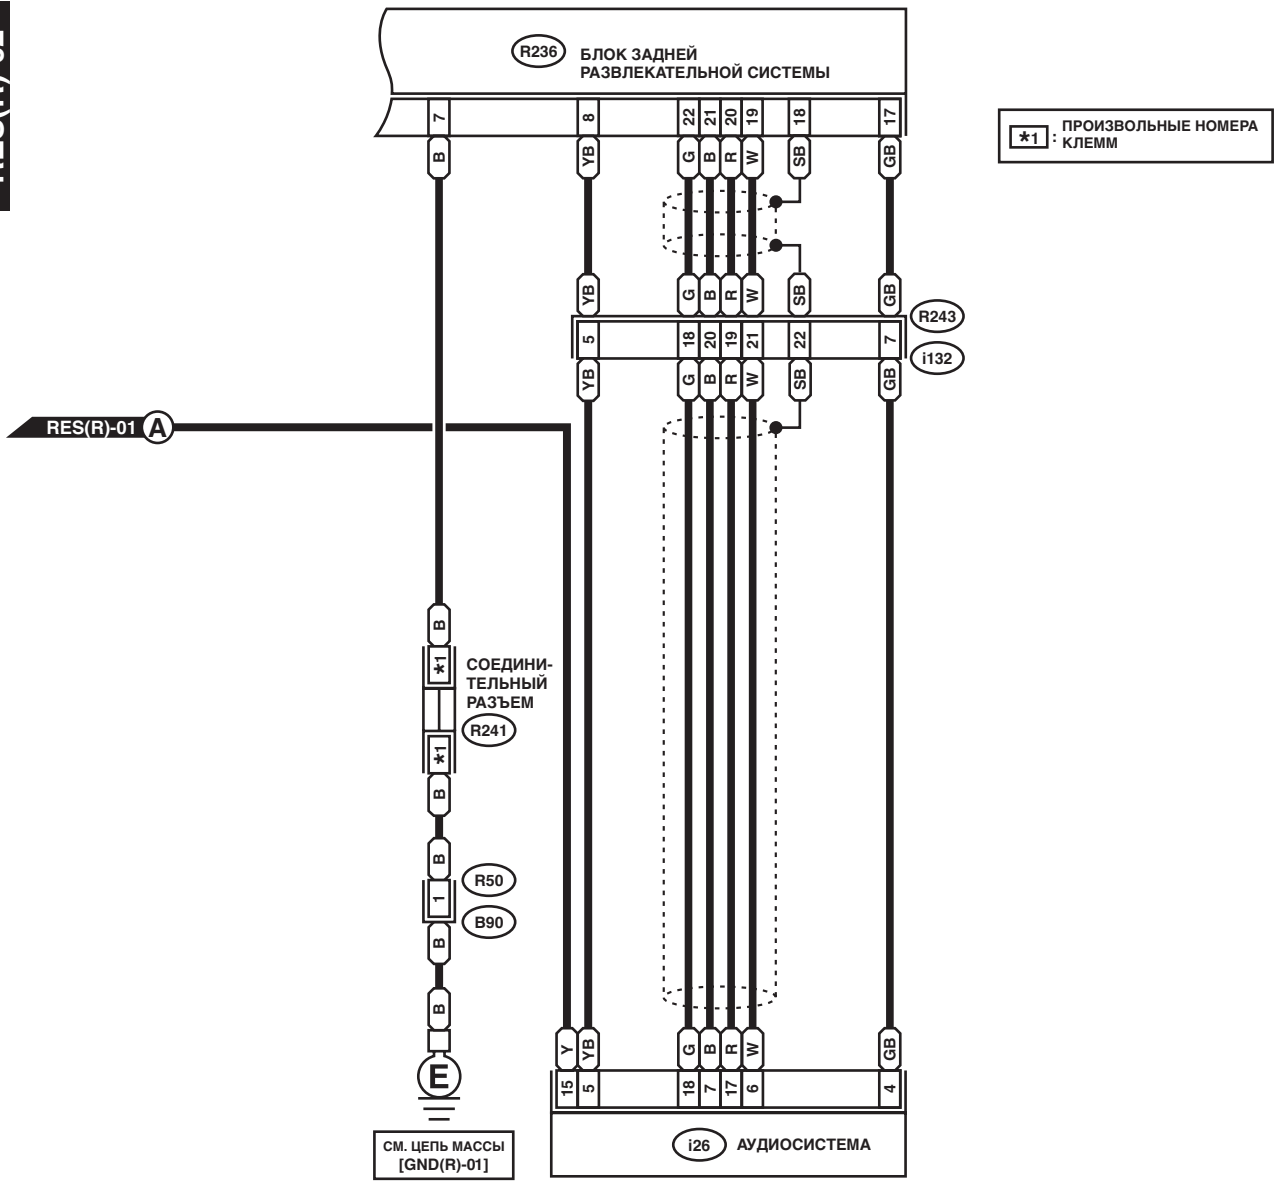 R236
БЛОК ЗАДНЕЙ
РАЗВЛЕКАТЕЛЬНОЙ СИСТЕМЫ
7 8 22 21 20 19 18 17
B YB G B R W SB GB
*1 : ПРОИЗВОЛЬНЫЕ НОМЕРА
КЛЕММ
YB G B R W SB GB
R243
5 18 20 19 21 22 7
i132
YB G B R W SB GB
RES(R)-01 A
B
*1
СОЕДИНИ-
ТЕЛЬНЫЙ
РАЗЪЕМ
R241
*1
B
B
R50
1
B90
B
B
Y YB G B R W GB
E
15 5 18 7 17 6 4
СМ. ЦЕПЬ МАССЫ
[GND(R)-01]
i26 АУДИОСИСТЕМА